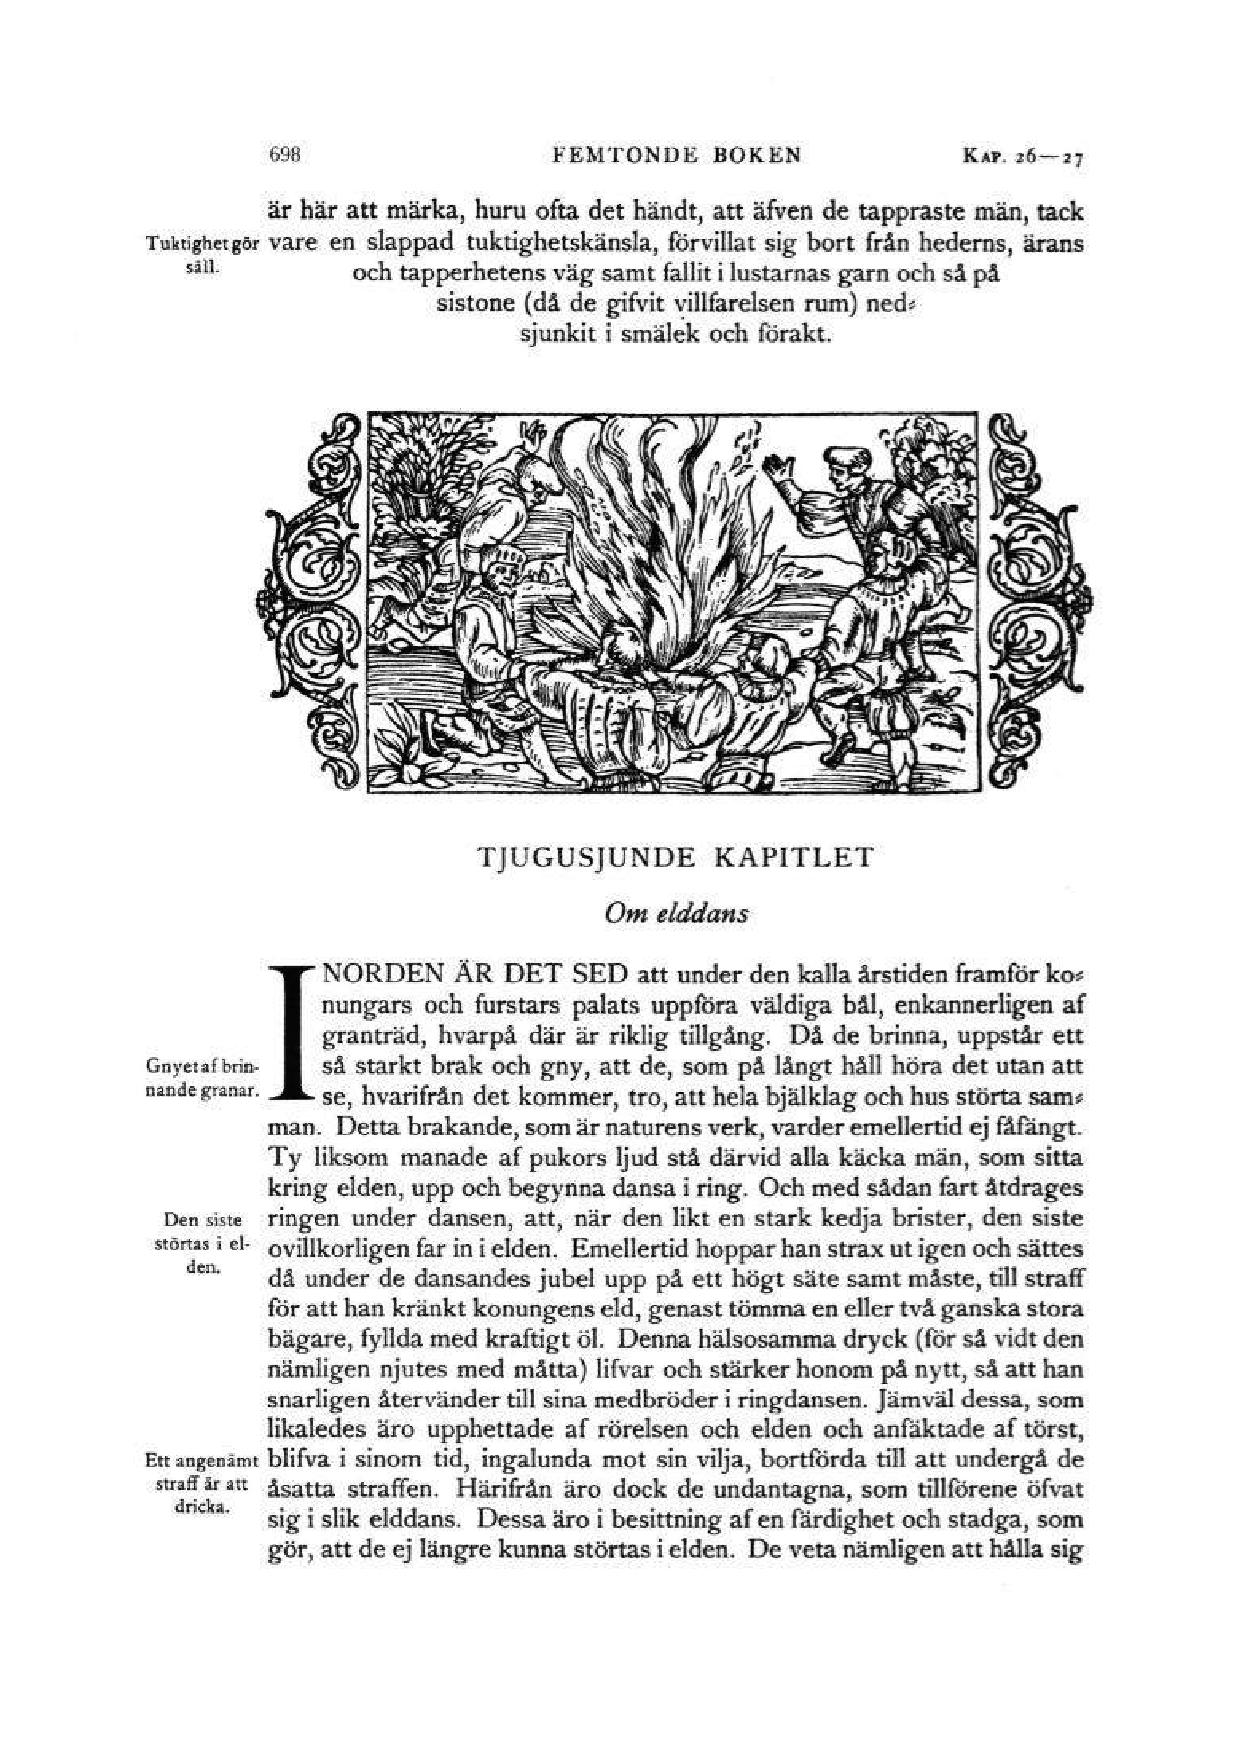 698 FEMTONDE BOKEN KAP. 26—27
är här att märka, huru ofta det händt, att äfven de tappraste män, tack
Tuktighet gör
säll.
vare en slappad tuktighetskänsla, förvillat sig bort från hederns, ärans
och tapperhetens väg samt fallit i lustarnas garn och så på
sistone (då de gifvit villfarelsen rum) ned-
sjunkit i smälek och förakt.
TJUGUSJUNDE KAPITLET
Om elddans
I NORDEN ÄR DET SED att under den kalla årstiden framför ko-
nungars och furstars palats uppföra väldiga bål, enkannerligen af
granträd, hvarpå där är riklig tillgång. Då de brinna, uppstår ett
Gnyet af brin-
nande granar.
så starkt brak och gny, att de, som på långt håll höra det utan att
se, hvarifrån det kommer, tro, att hela bjälklag och hus störta sam-
man. Detta brakande, som är naturens verk, varder emellertid ej fåfängt.
Ty liksom manade af pukors ljud stå därvid alla käcka män, som sitta
kring elden, upp och begynna dansa i ring. Och med sådan fart åtdrages
Den siste
störtas i el-
den.
ringen under dansen, att, när den likt en stark kedja brister, den siste
ovillkorligen far in i elden. Emellertid hoppar han strax ut igen och sättes
då under de dansandes jubel upp på ett högt säte samt måste, till straff
för att han kränkt konungens eld, genast tömma en eller två ganska stora
bägare, fyllda med kraftigt öl. Denna hälsosamma dryck (för så vidt den
nämligen njutes med måtta) lifvar och stärker honom på nytt, så att han
snarligen återvänder till sina medbröder i ringdansen. Jämväl dessa, som
likaledes äro upphettade af rörelsen och elden och anfäktade af törst,
Ett angenämt
straff är att
dricka.
blifva i sinom tid, ingalunda mot sin vilja, bortförda till att undergå de
åsatta straffen. Härifrån äro dock de undantagna, som tillförene öfvat
sig i slik elddans. Dessa äro i besittning af en färdighet och stadga, som
gör, att de ej längre kunna störtas i elden. De veta nämligen att hålla sig